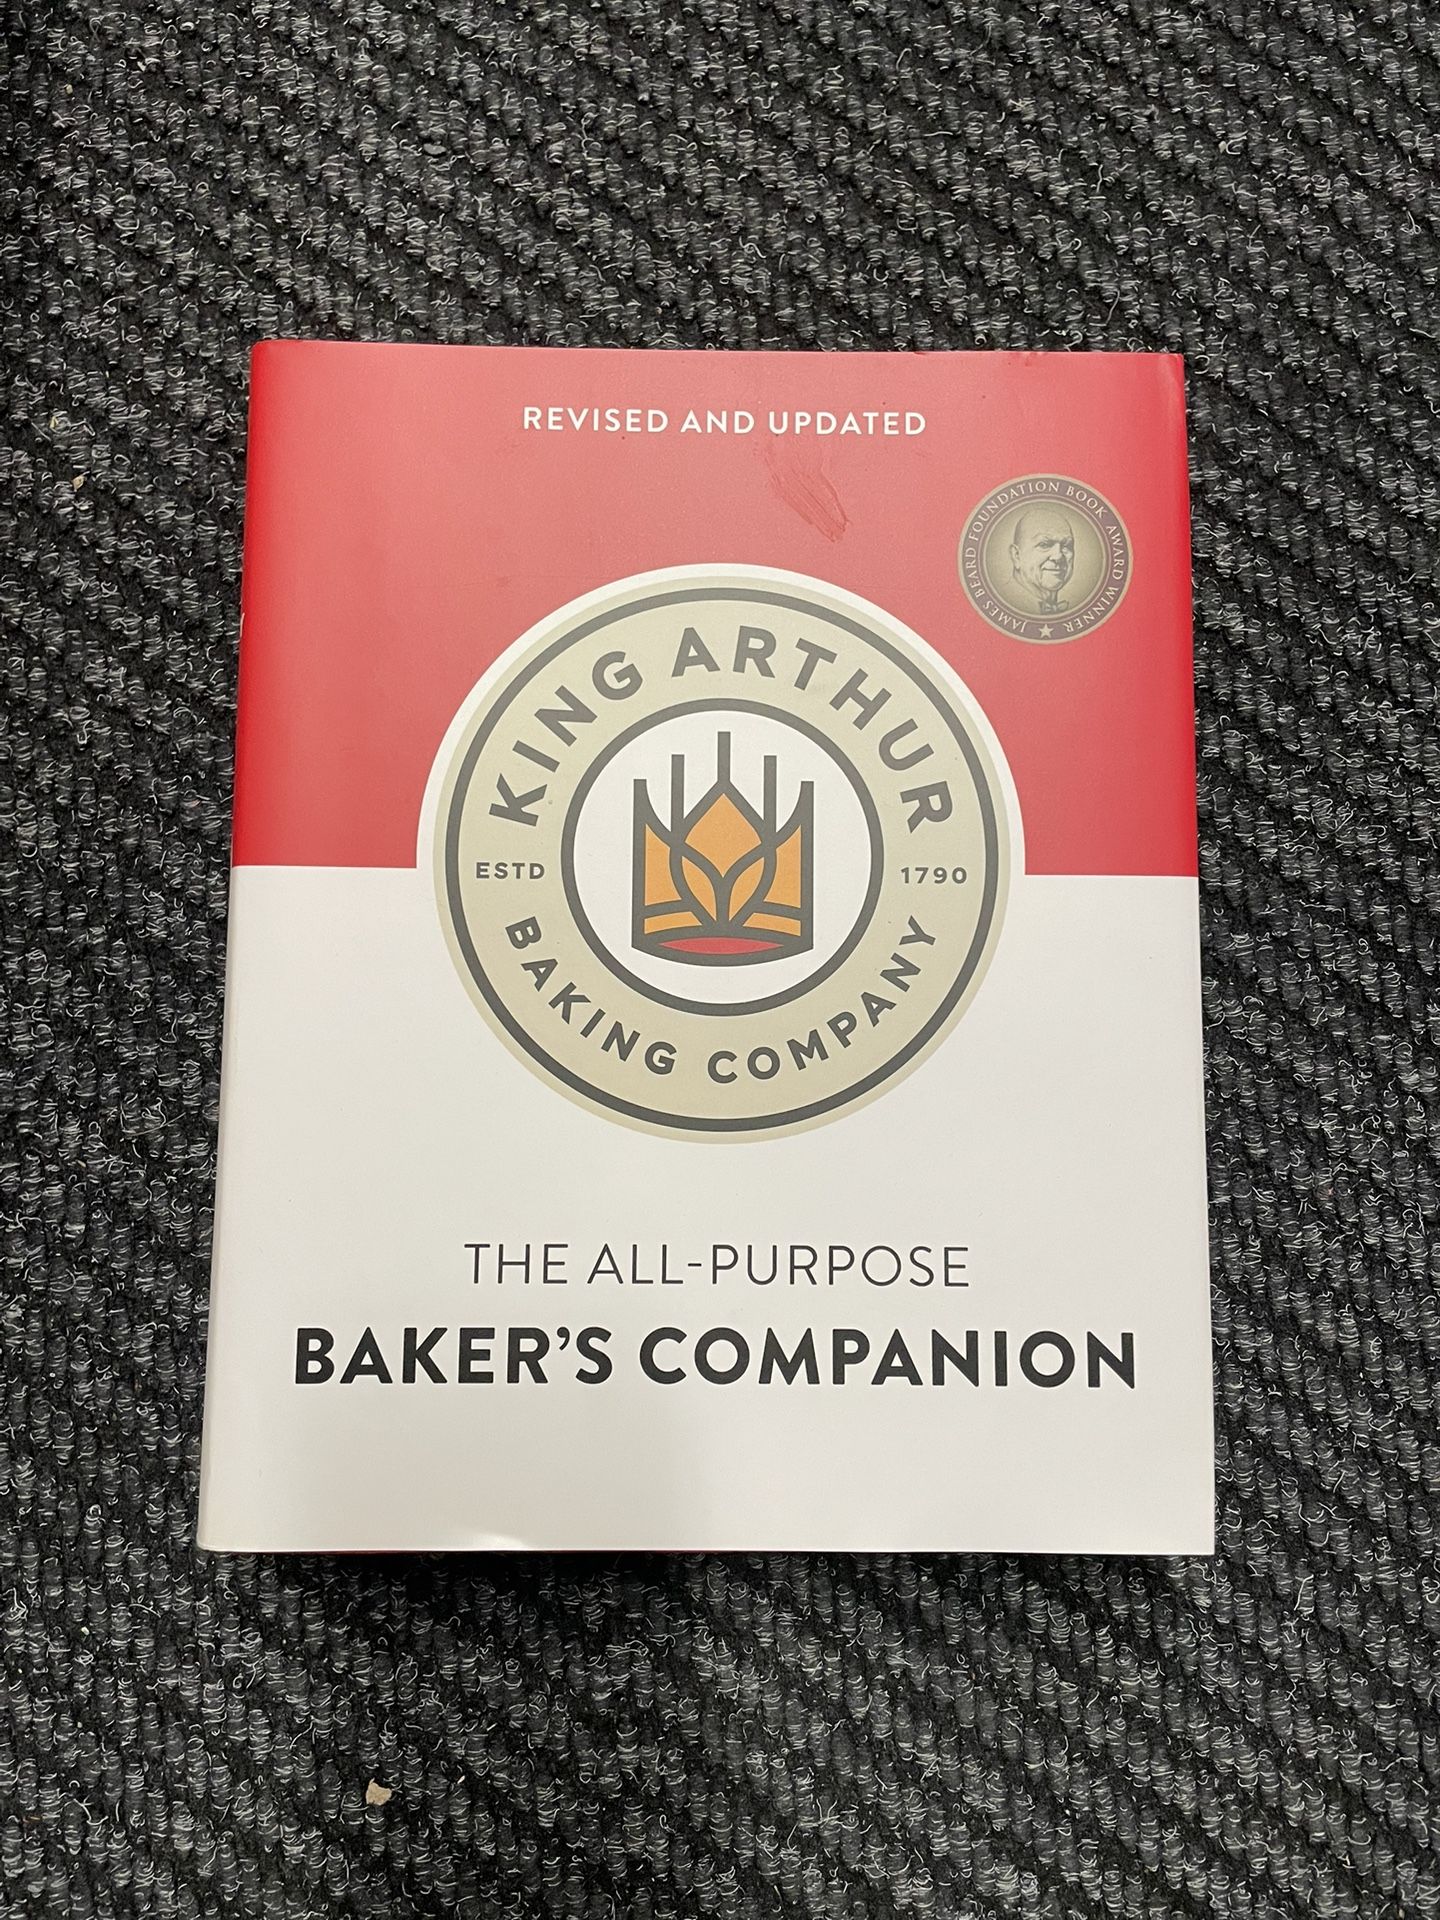 REVISED AND UPDATED
JAMES BEARD FOUNDATION BOOK AWARD WINNER
KING ARTHUR
ESTD 1790
BAKING COMPANY
THE ALL-PURPOSE
BAKER'S COMPANION